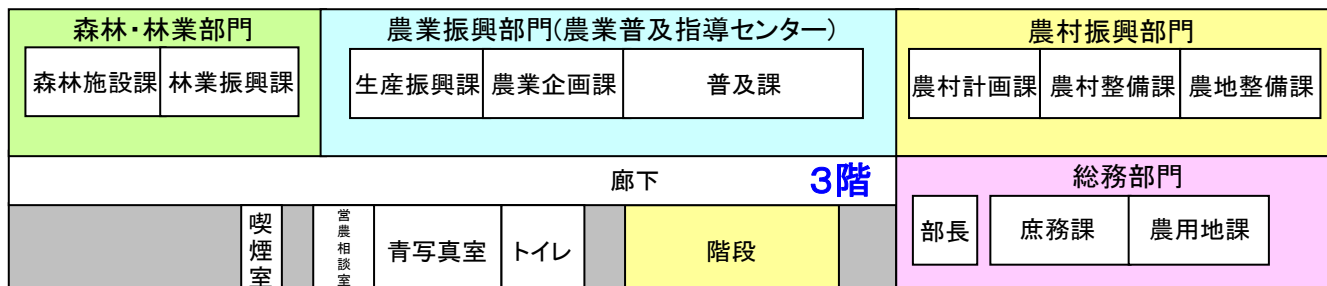 森林・林業部門
森林施設課
林業振興課
農業振興部門(農業普及指導センター)
生産振興課
農業企画課
普及課
農村振興部門
農村計画課
農村整備課
農地整備課
廊下
3階
総務部門
部長
庶務課
農用地課
喫煙室
営農相談室
青写真室
トイレ
階段